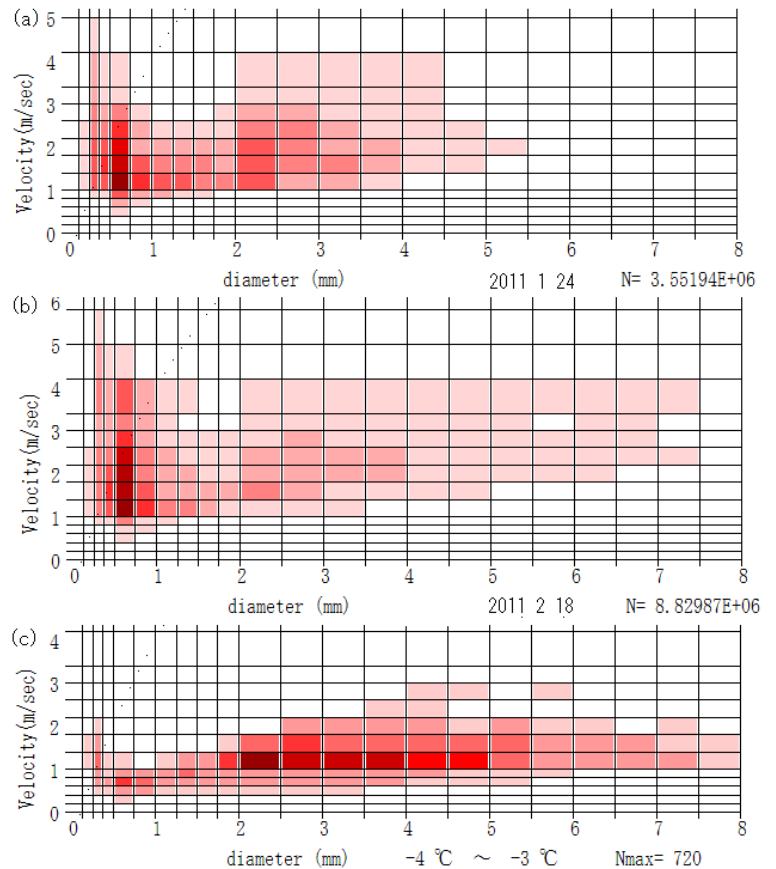 (a)
5
4
3
2
1
0
Velocity(m/sec)
0 1 2 3 4 5 6 7 8
diameter (mm) 2011 1 24 N= 3.55194E+06
(b)
6
5
4
3
2
1
0
Velocity(m/sec)
0 1 2 3 4 5 6 7 8
diameter (mm) 2011 2 18 N= 8.82987E+06
(c)
4
3
2
1
0
Velocity(m/sec)
0 1 2 3 4 5 6 7 8
diameter (mm) -4 ℃ ～ -3 ℃ Nmax= 720